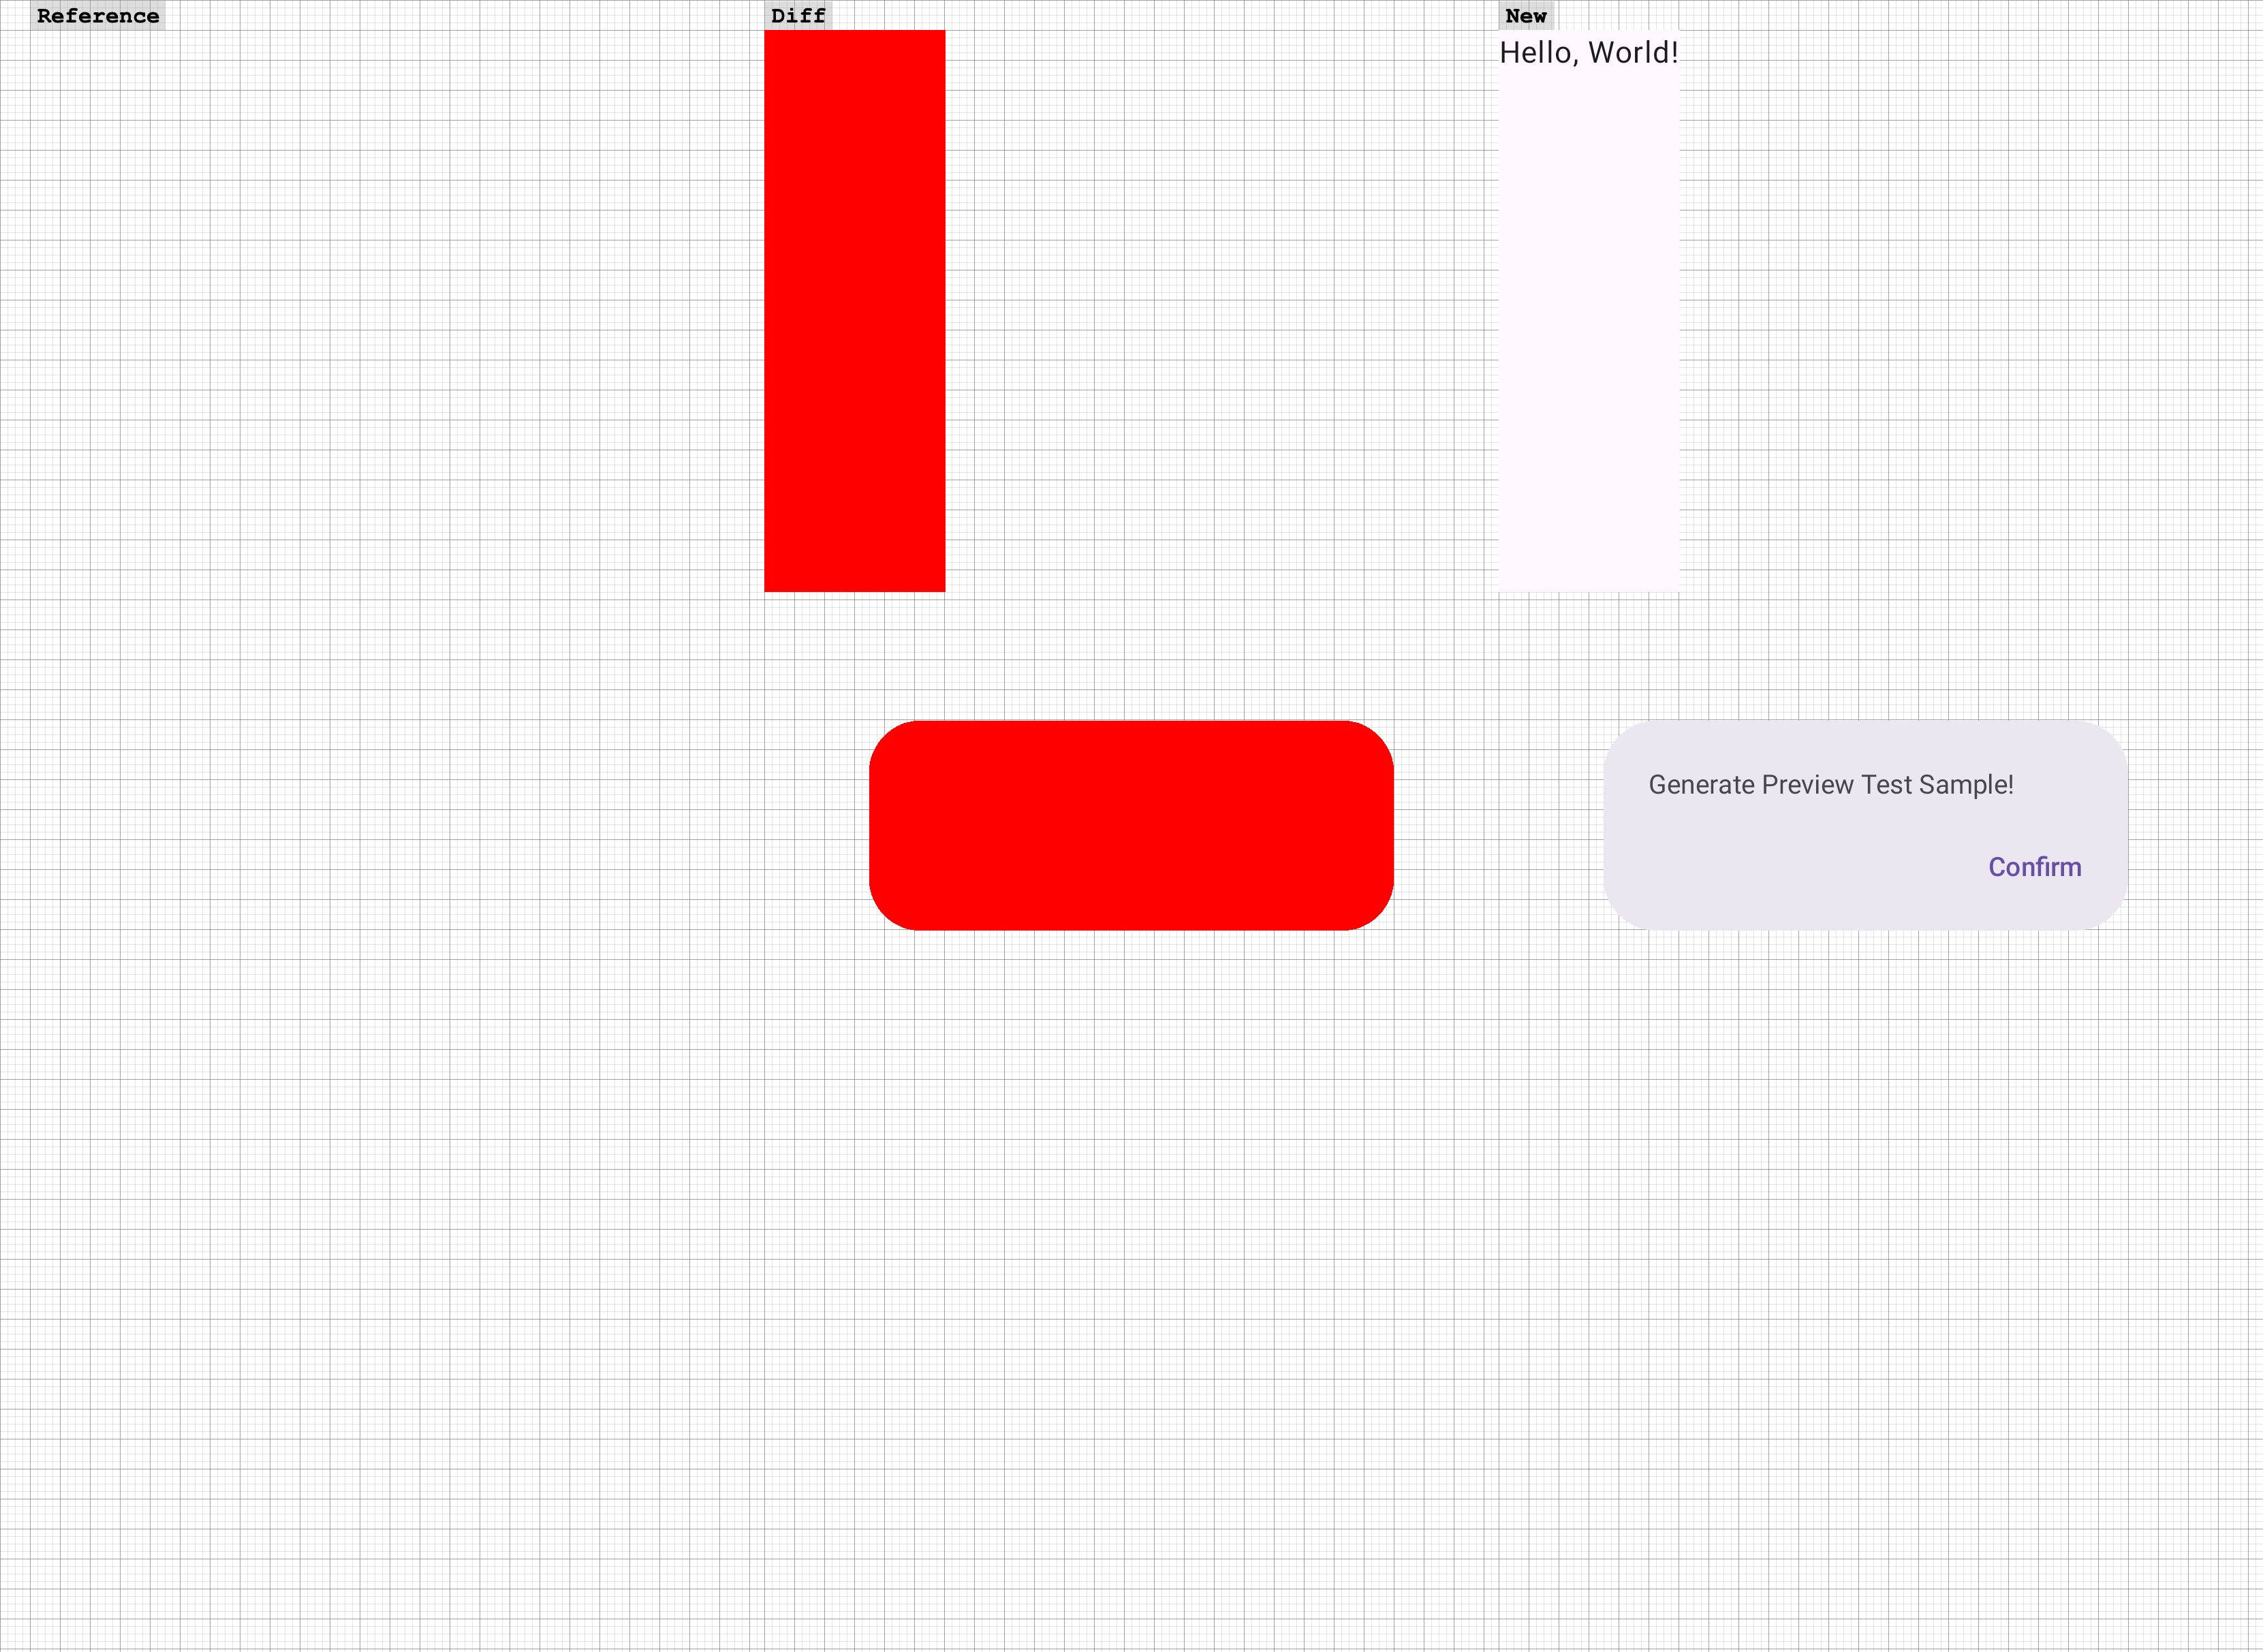 Reference
Diff
New
Hello, World!
Generate Preview Test Sample!
Confirm